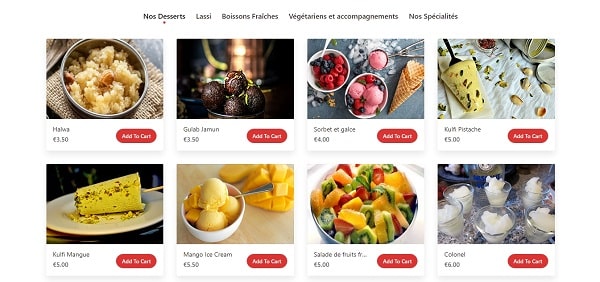 Nos Desserts Lassi Boissons Fraîches Végétariens et accompagnements Nos Spécialités
Halwa
€3.50
Add To Cart
Gulab Jamun
€3.50
Add To Cart
Sorbet et galce
€4.00
Add To Cart
Kulfi Pistache
€5.00
Add To Cart
Kulfi Mangue
€5.00
Add To Cart
Mango Ice Cream
€5.50
Add To Cart
Salade de fruits fr...
€5.00
Add To Cart
Colonel
€6.00
Add To Cart